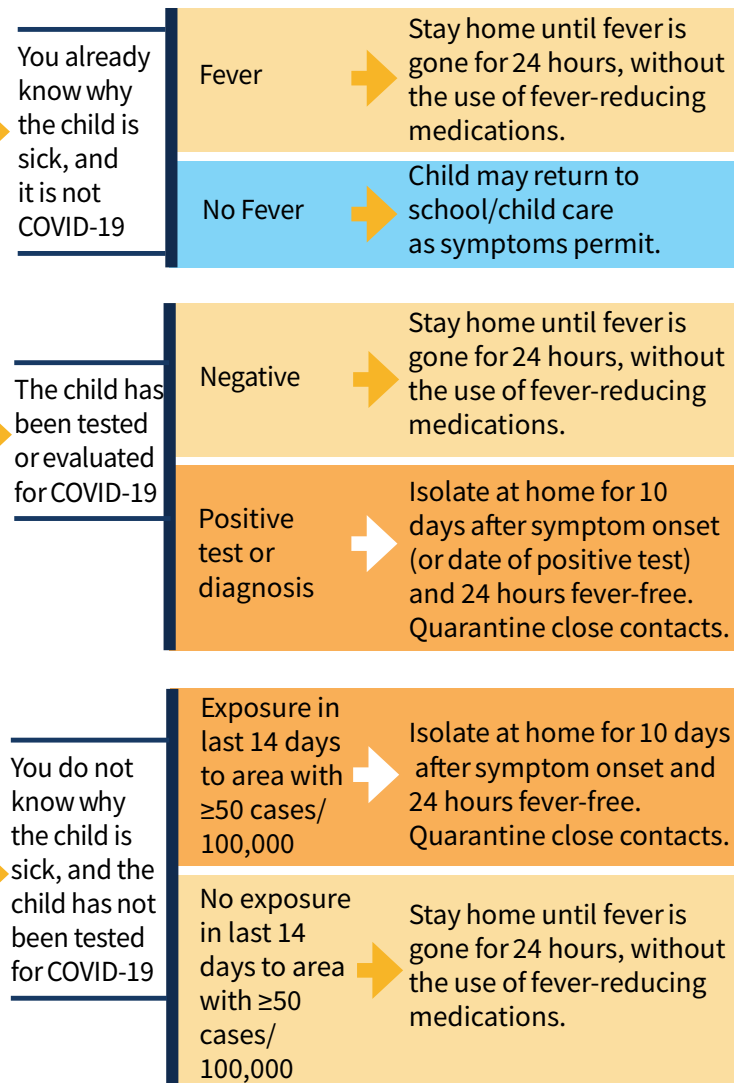 You already
know why
the child is
sick, and
it is not
COVID-19
Fever
Stay home until fever is
gone for 24 hours, without
the use of fever-reducing
medications.
No Fever
Child may return to
school/child care
as symptoms permit.
The child has
been tested
or evaluated
for COVID-19
Negative
Stay home until fever is
gone for 24 hours, without
the use of fever-reducing
medications.
Positive
test or
diagnosis
Isolate at home for 10
days after symptom onset
(or date of positive test)
and 24 hours fever-free.
Quarantine close contacts.
You do not
know why
the child is
sick, and the
child has not
been tested
for COVID-19
Exposure in
last 14 days
to area with
≥50 cases/
100,000
Isolate at home for 10 days
after symptom onset and
24 hours fever-free.
Quarantine close contacts.
No exposure
in last 14
days to area
with ≥50
cases/
100,000
Stay home until fever is
gone for 24 hours, without
the use of fever-reducing
medications.